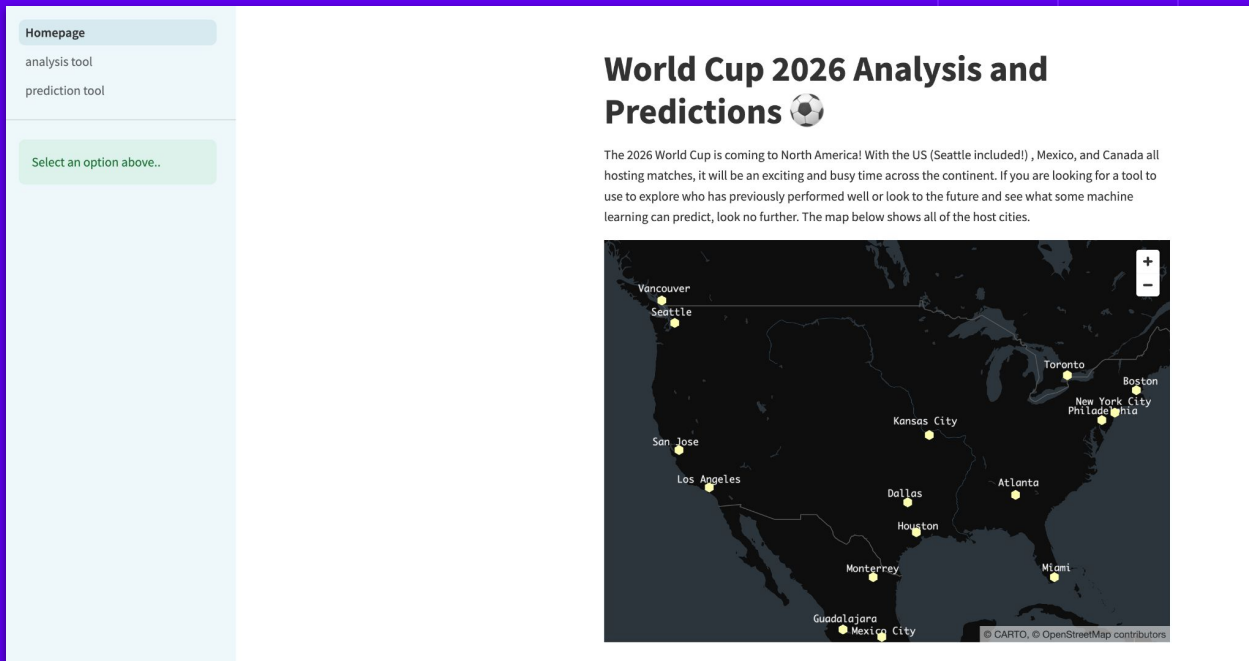 Homepage
analysis tool
prediction tool
Select an option above..
World Cup 2026 Analysis and
Predictions ⚽
The 2026 World Cup is coming to North America! With the US (Seattle included!) , Mexico, and Canada all
hosting matches, it will be an exciting and busy time across the continent. If you are looking for a tool to
use to explore who has previously performed well or look to the future and see what some machine
learning can predict, look no further. The map below shows all of the host cities.
+
−
Vancouver
Seattle
Toronto
Boston
New York City
Philadelphia
Kansas City
San Jose
Los Angeles
Atlanta
Dallas
Houston
Monterrey
Miami
Guadalajara
Mexico City
© CARTO, © OpenStreetMap contributors